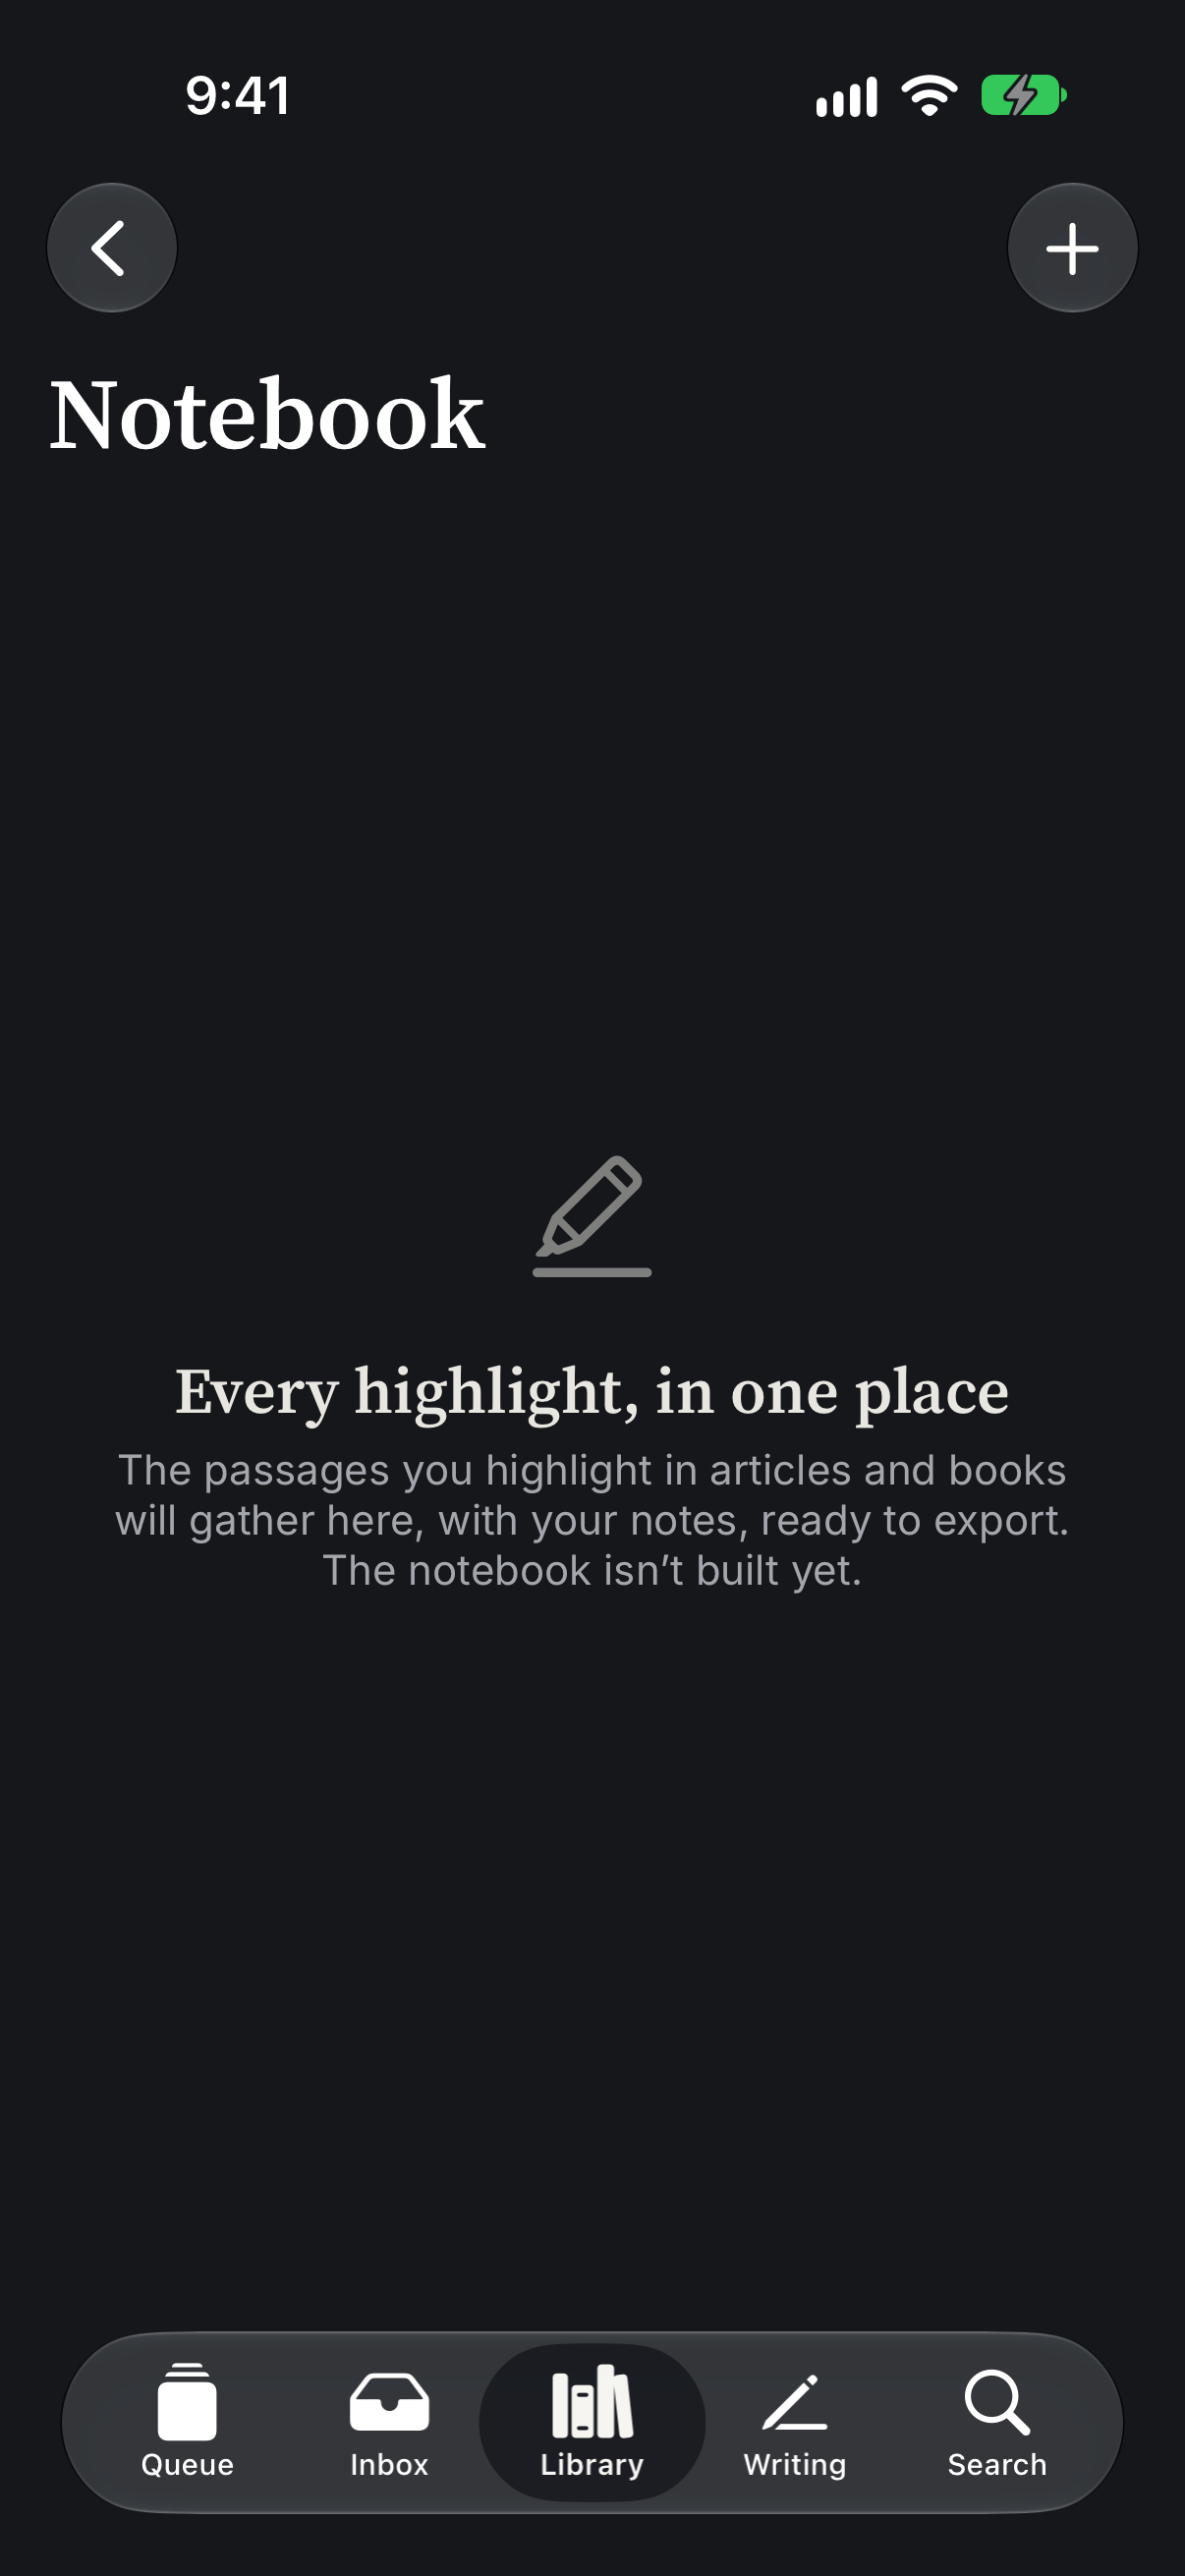 9:41
Notebook
Every highlight, in one place
The passages you highlight in articles and books
will gather here, with your notes, ready to export.
The notebook isn’t built yet.
Queue
Inbox
Library
Writing
Search